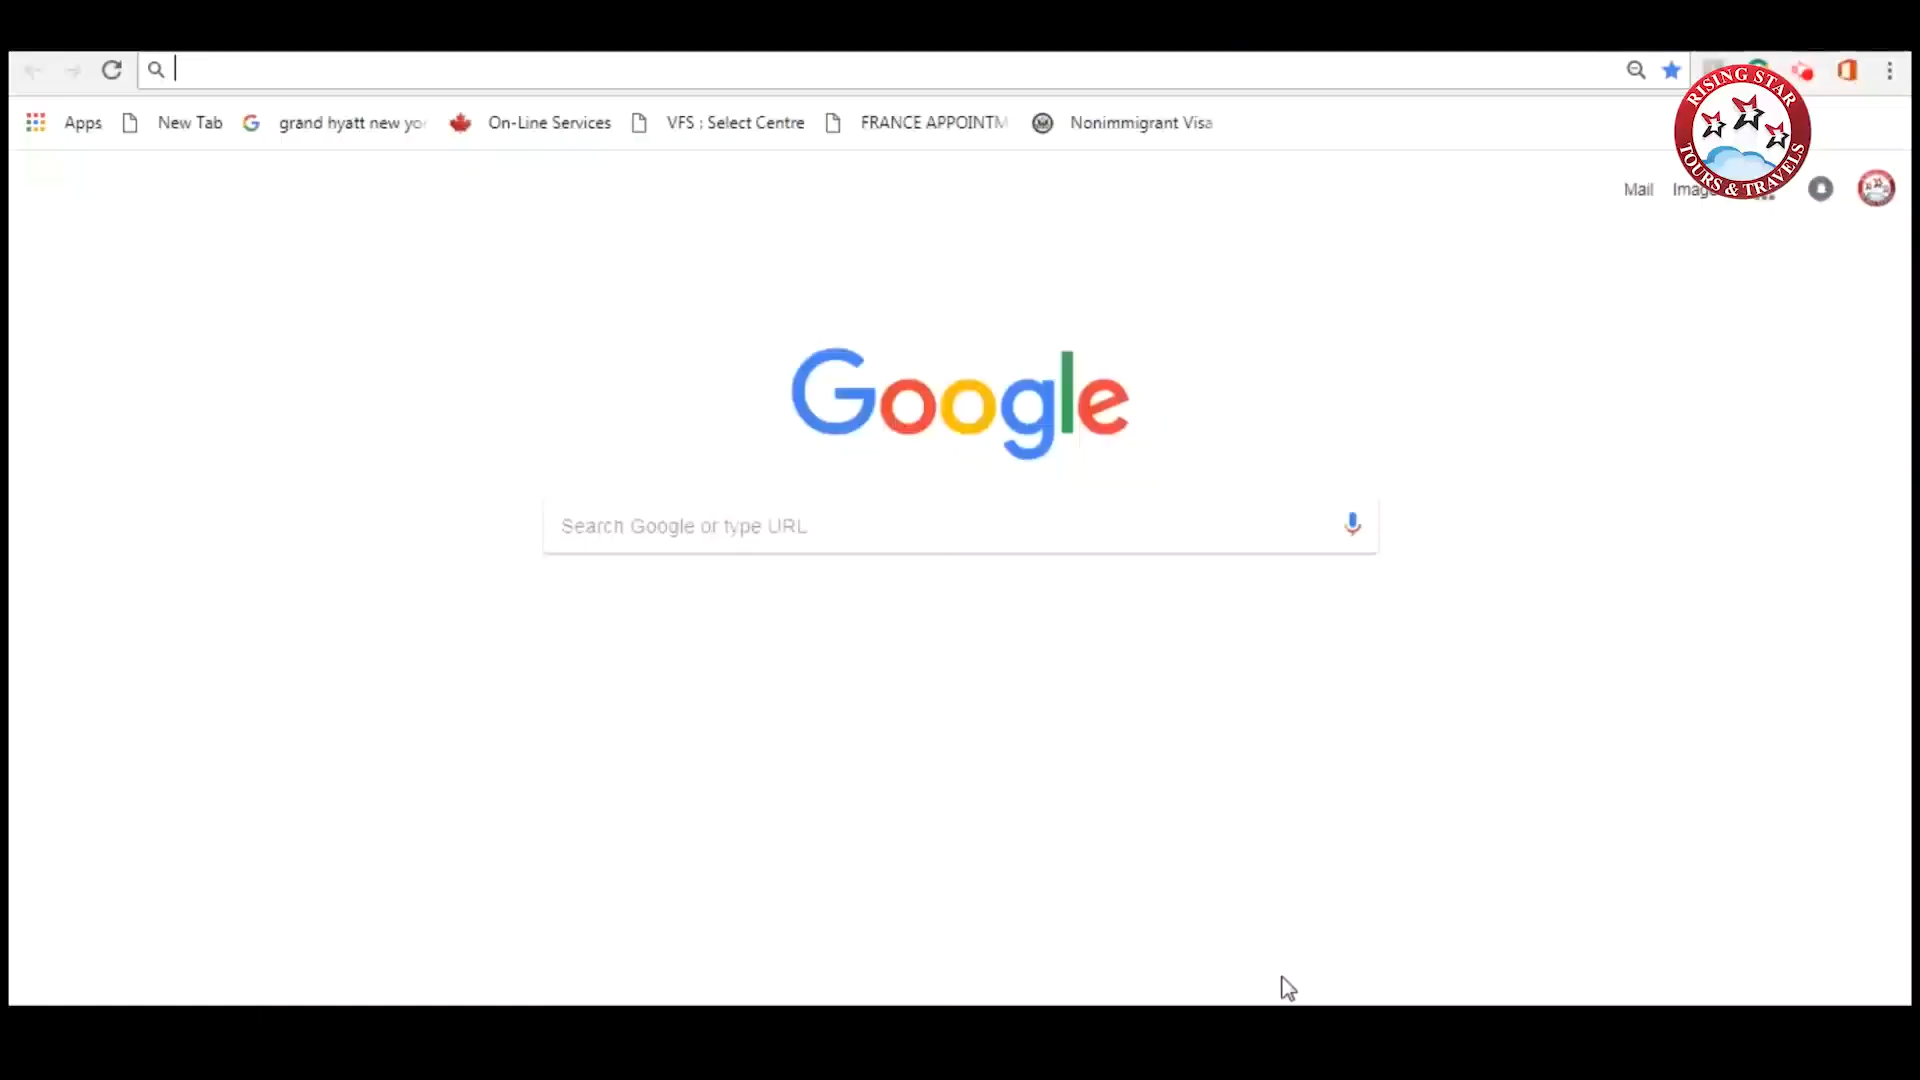 Apps New Tab grand hyatt new yo On-Line Services VFS : Select Centre FRANCE APPOINTM Nonimmigrant Visa
RISING STAR
TOURS & TRAVELS
Mail Imag
Google
Search Google or type URL